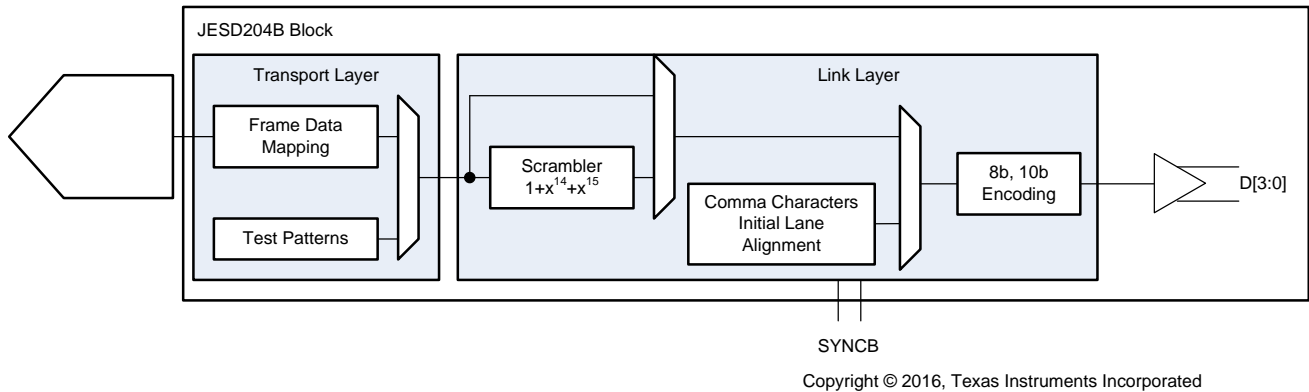 JESD204B Block
Transport Layer
Link Layer
Frame Data
Mapping
Test Patterns
Scrambler
1+x¹⁴+x¹⁵
Comma Characters
Initial Lane
Alignment
8b, 10b
Encoding
D[3:0]
SYNCB
Copyright © 2016, Texas Instruments Incorporated